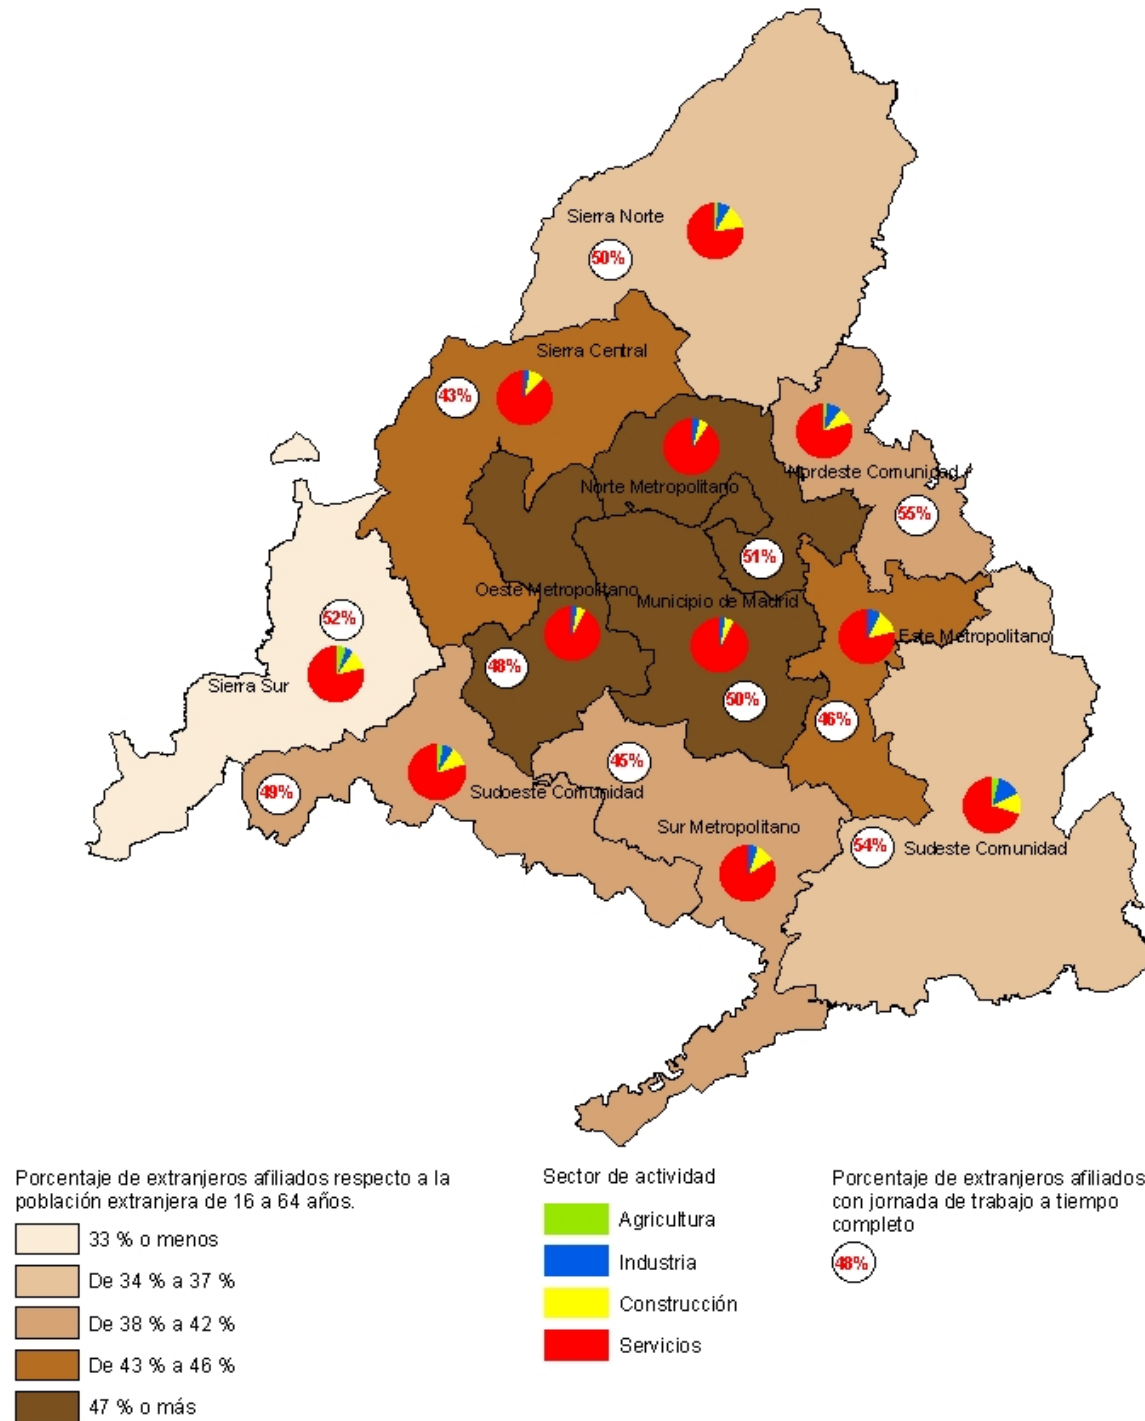 Sierra Norte
50%
Sierra Central
43%
Nordeste Comunidad
Norte Metropolitano
55%
51%
Oeste Metropolitano
Municipio de Madrid
52%
Este Metropolitano
48%
Sierra Sur
50%
46%
45%
49%
Sudoeste Comunidad
Sur Metropolitano
54%
Sudeste Comunidad
Porcentaje de extranjeros afiliados respecto a la
población extranjera de 16 a 64 años.
33 % o menos
De 34 % a 37 %
De 38 % a 42 %
De 43 % a 46 %
47 % o más
Sector de actividad
Agricultura
Industria
Construcción
Servicios
Porcentaje de extranjeros afiliados
con jornada de trabajo a tiempo
completo
48%